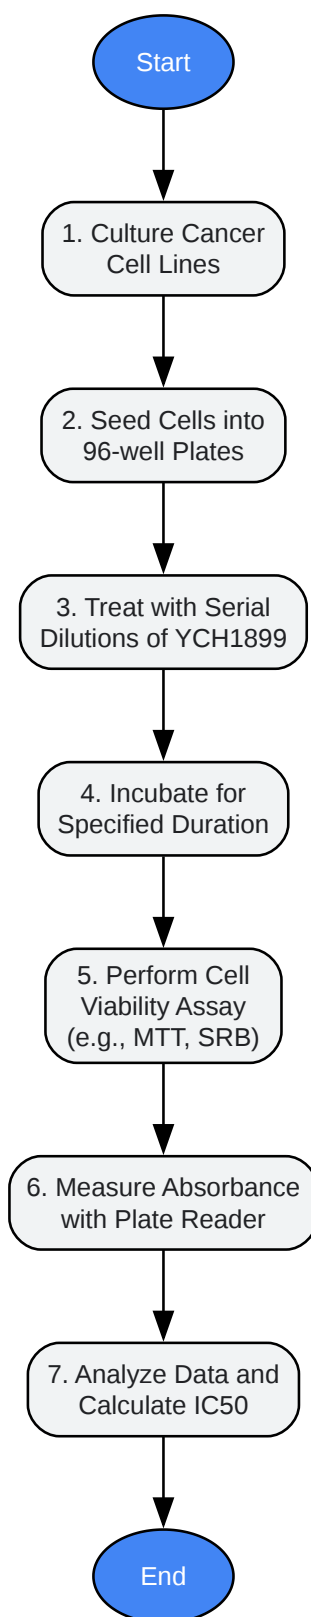 Start
1. Culture Cancer
Cell Lines
2. Seed Cells into
96-well Plates
3. Treat with Serial
Dilutions of YCH1899
4. Incubate for
Specified Duration
5. Perform Cell
Viability Assay
(e.g., MTT, SRB)
6. Measure Absorbance
with Plate Reader
7. Analyze Data and
Calculate IC50
End